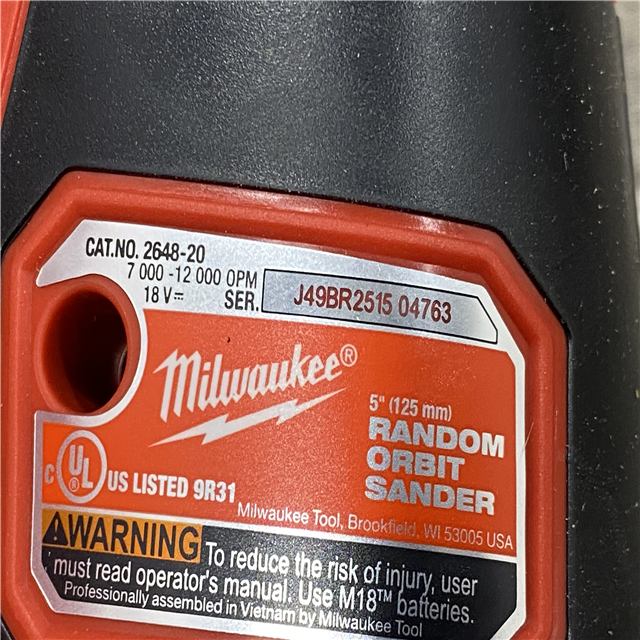 CAT.NO. 2648-20
7 000 -12 000 OPM
18 V⎓ SER. J49BR2515 04763
Milwaukee®
5" (125 mm)
RANDOM
ORBIT
SANDER
C UL ® US LISTED 9R31
Milwaukee Tool, Brookfield, WI 53005 USA
⚠WARNING To reduce the risk of injury, user
must read operator's manual. Use M18™ batteries.
Professionally assembled in Vietnam by Milwaukee Tool